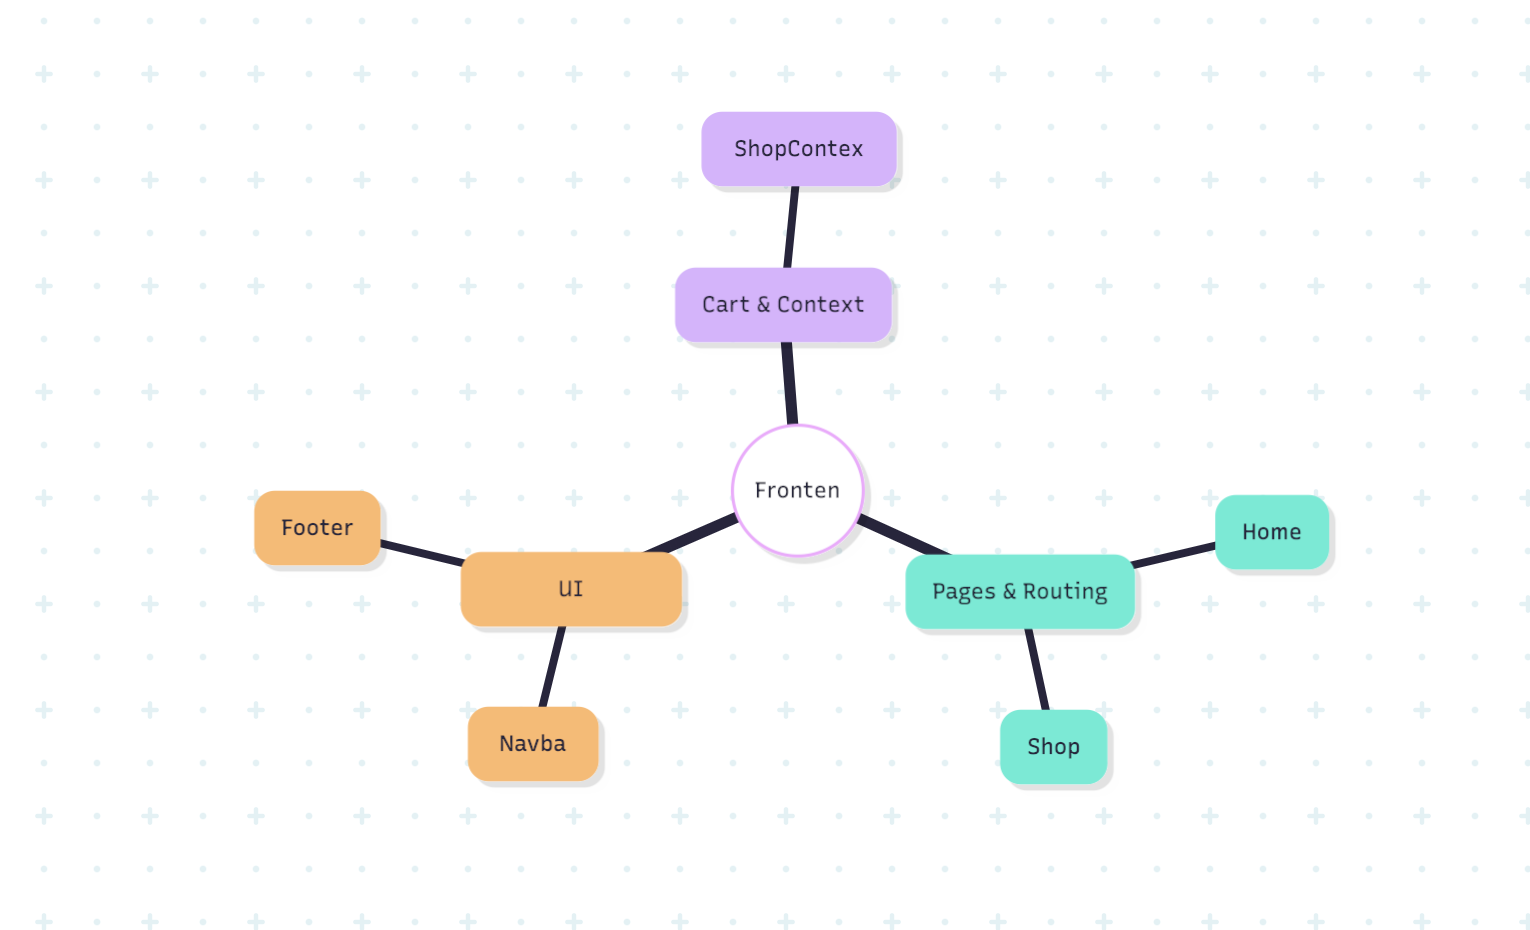 ShopContex
Cart & Context
Fronten
Footer
Home
UI
Pages & Routing
Navba
Shop